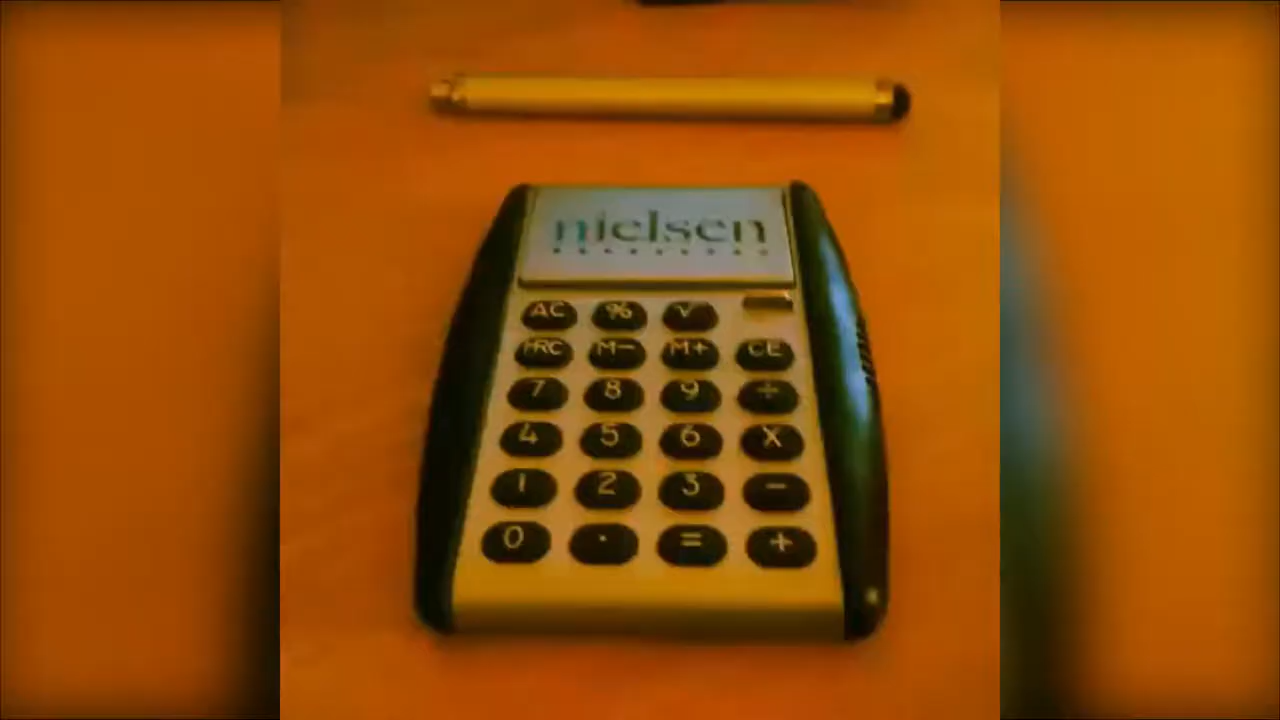 nielsen
AC % √
MRC M− M+ CE
7 8 9 ÷
4 5 6 X
1 2 3 −
0 . = +